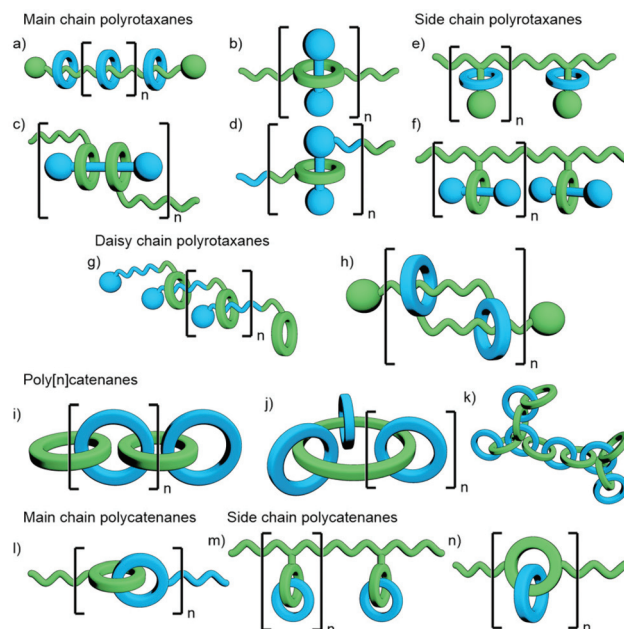 Main chain polyrotaxanes
Side chain polyrotaxanes
a)
n
b)
n
e)
n
c)
n
d)
n
f)
n
Daisy chain polyrotaxanes
g)
n
h)
n
Poly[n]catenanes
i)
n
j)
n
k)
Main chain polycatenanes
Side chain polycatenanes
l)
n
m)
n
n)
n